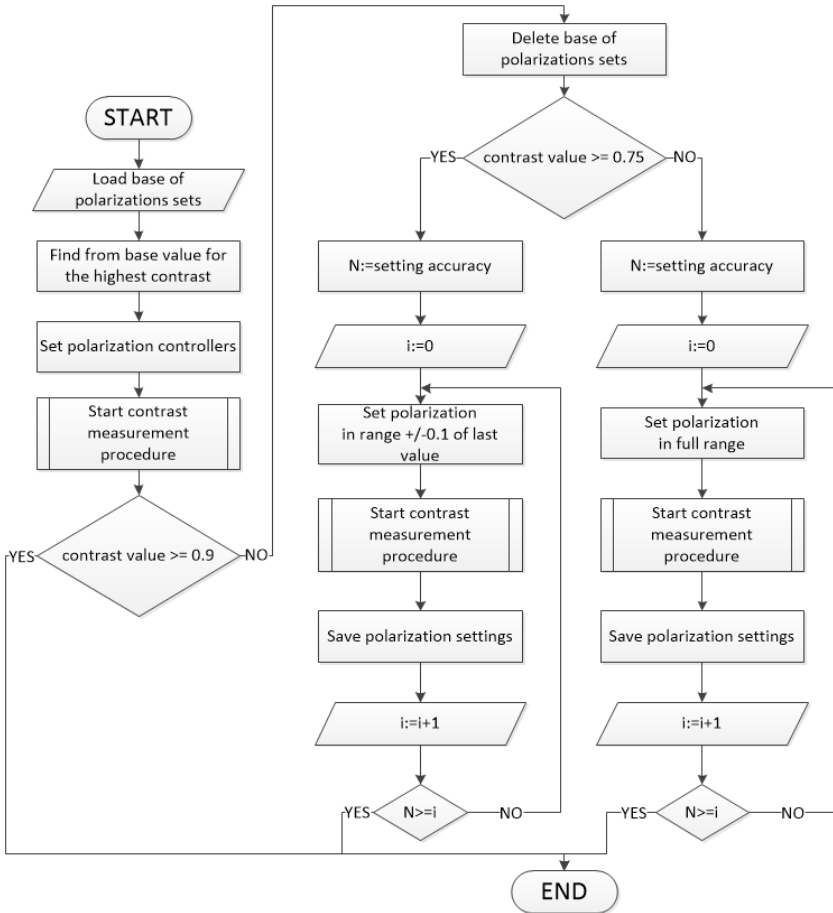 START
Load base of
polarizations sets
Find from base value for
the highest contrast
Set polarization controllers
Start contrast
measurement
procedure
YES
contrast value >= 0.9
NO
Delete base of
polarizations sets
YES
contrast value >= 0.75
NO
N:=setting accuracy
i:=0
Set polarization
in range +/-0.1 of last
value
Start contrast
measurement
procedure
Save polarization settings
i:=i+1
YES
N>=i
NO
N:=setting accuracy
i:=0
Set polarization
in full range
Start contrast
measurement
procedure
Save polarization settings
i:=i+1
YES
N>=i
NO
END